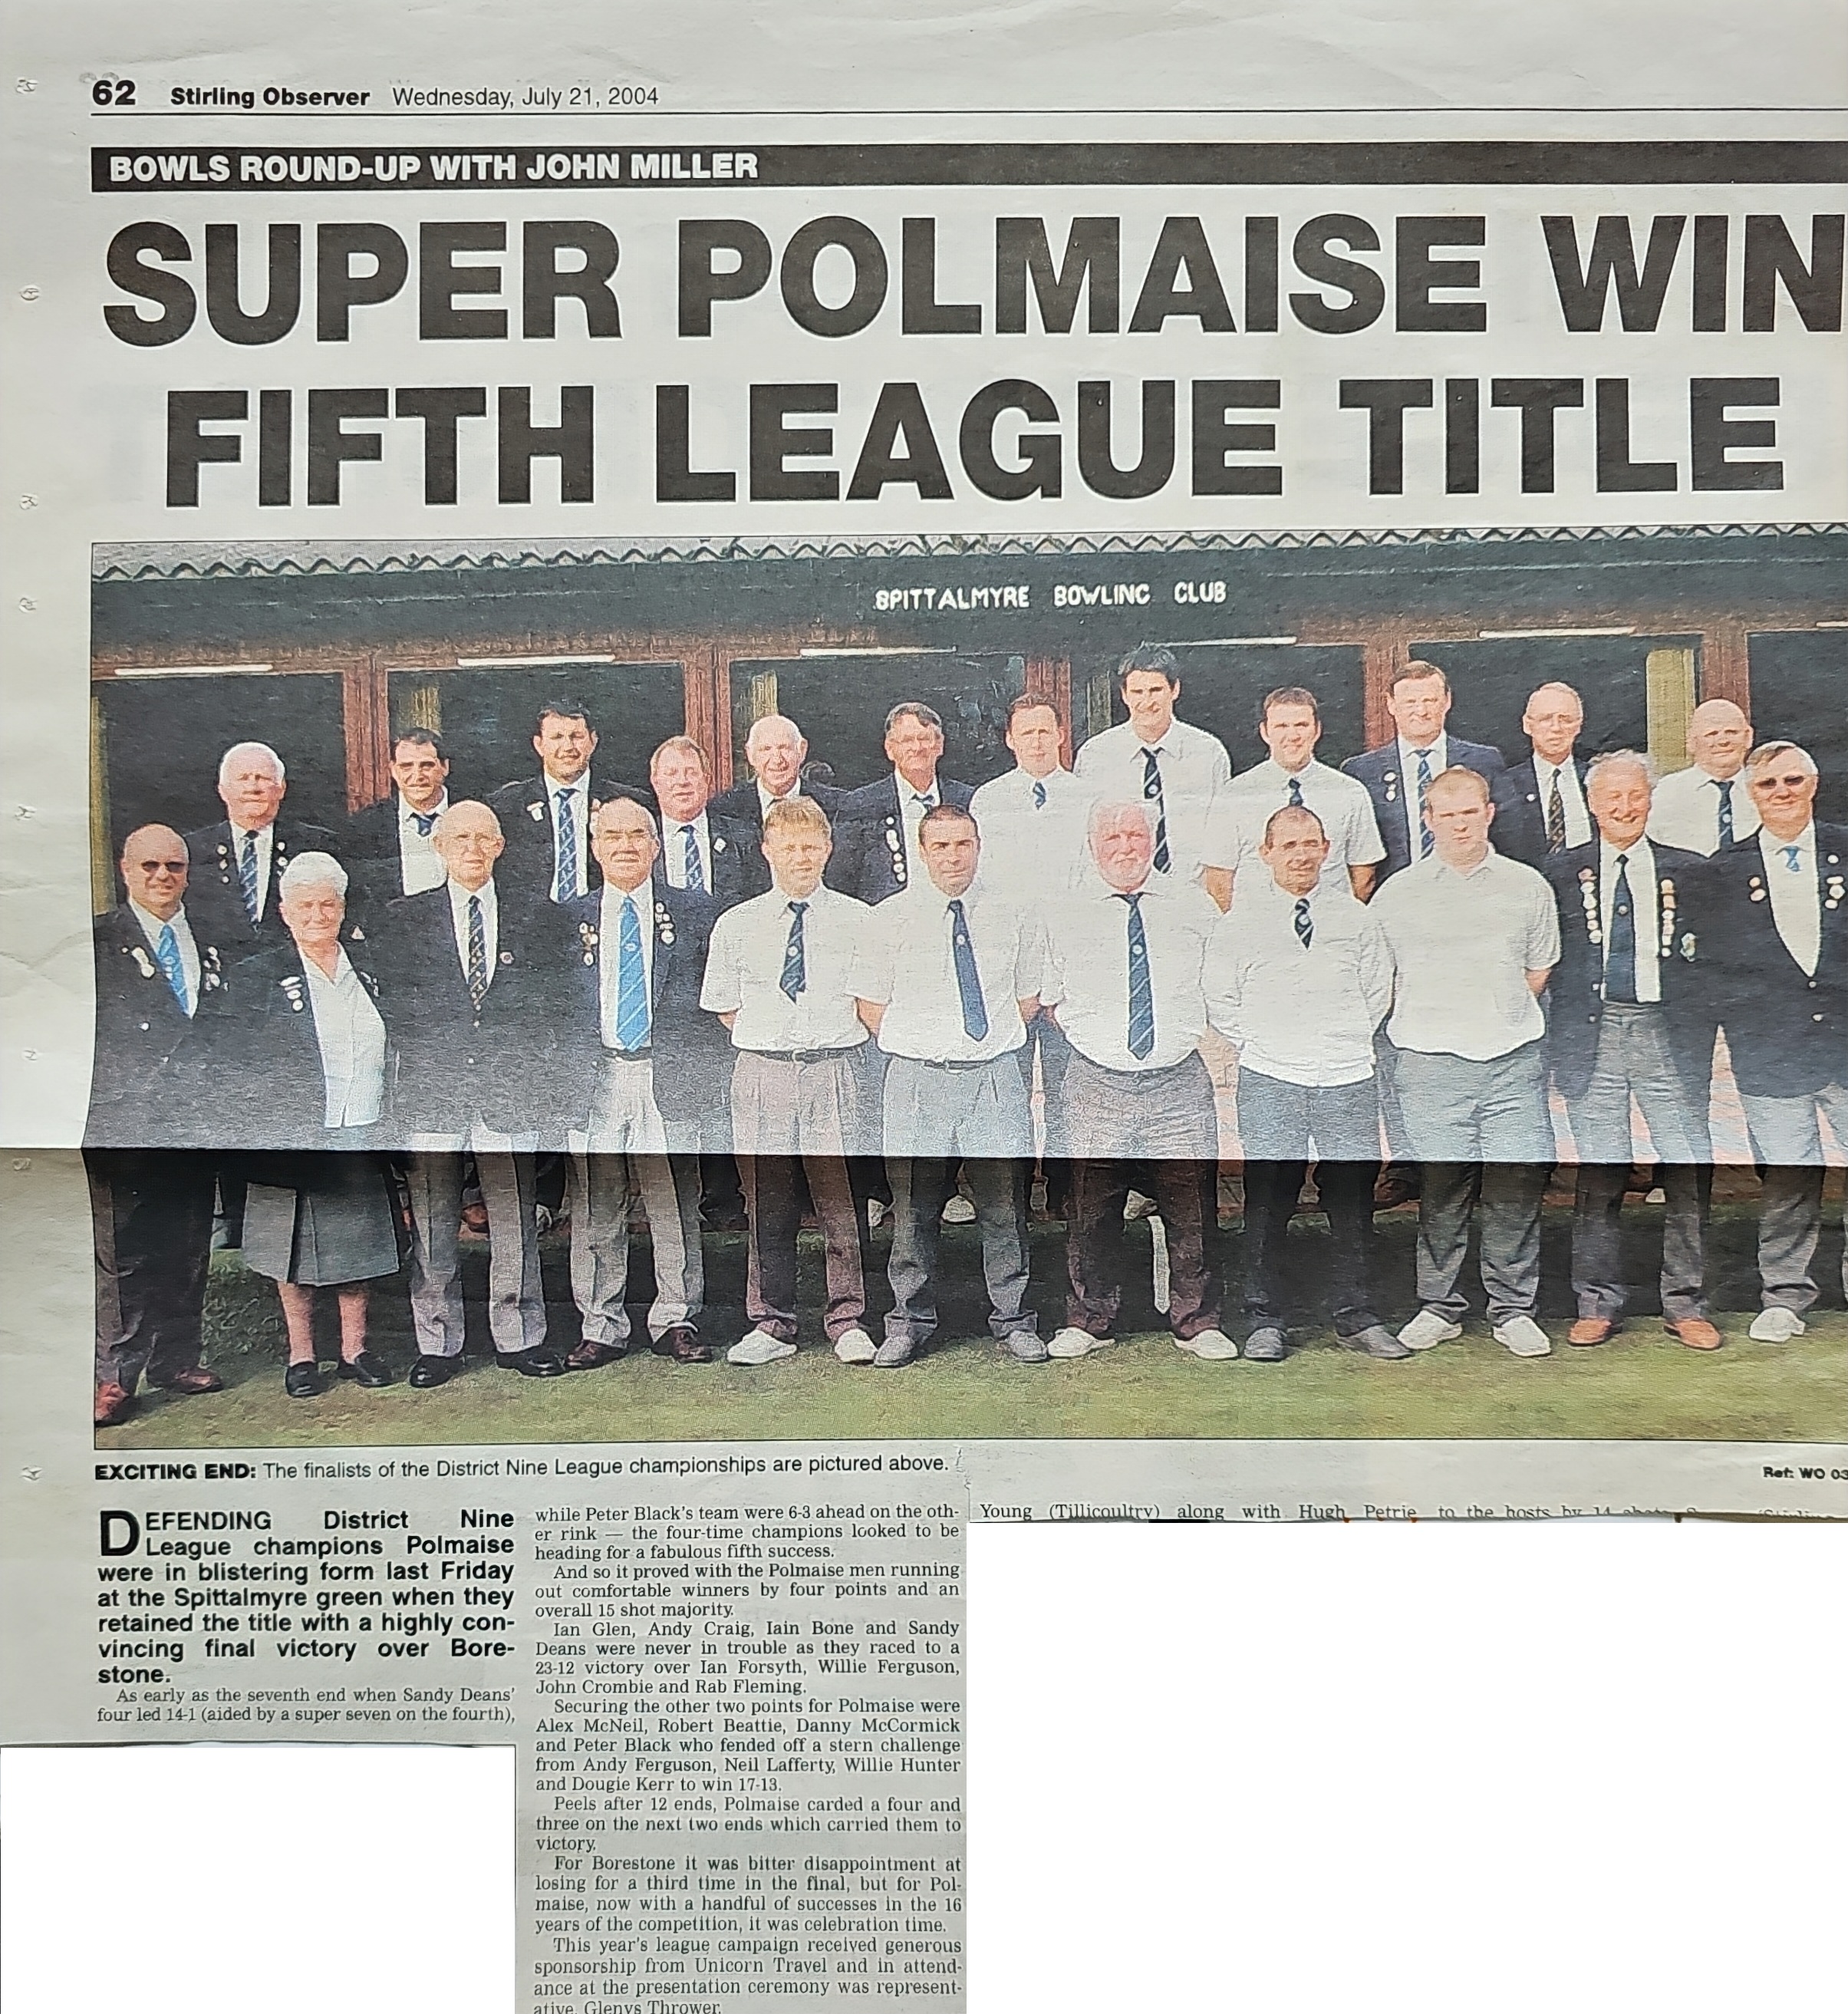 62 Stirling Observer Wednesday, July 21, 2004
BOWLS ROUND-UP WITH JOHN MILLER
SUPER POLMAISE WIN
FIFTH LEAGUE TITLE
SPITTALMYRE BOWLING CLUB
EXCITING END: The finalists of the District Nine League championships are pictured above.
Ref: WO 03
DEFENDING District Nine
League champions Polmaise
were in blistering form last Friday
at the Spittalmyre green when they
retained the title with a highly con-
vincing final victory over Bore-
stone.
As early as the seventh end when Sandy Deans'
four led 14-1 (aided by a super seven on the fourth),
while Peter Black's team were 6-3 ahead on the oth-
er rink — the four-time champions looked to be
heading for a fabulous fifth success.
And so it proved with the Polmaise men running
out comfortable winners by four points and an
overall 15 shot majority.
Ian Glen, Andy Craig, Iain Bone and Sandy
Deans were never in trouble as they raced to a
23-12 victory over Ian Forsyth, Willie Ferguson,
John Crombie and Rab Fleming.
Securing the other two points for Polmaise were
Alex McNeil, Robert Beattie, Danny McCormick
and Peter Black who fended off a stern challenge
from Andy Ferguson, Neil Lafferty, Willie Hunter
and Dougie Kerr to win 17-13.
Peels after 12 ends, Polmaise carded a four and
three on the next two ends which carried them to
victory.
For Borestone it was bitter disappointment at
losing for a third time in the final, but for Pol-
maise, now with a handful of successes in the 16
years of the competition, it was celebration time.
This year's league campaign received generous
sponsorship from Unicorn Travel and in attend-
ance at the presentation ceremony was represent-
ative, Glenys Thrower.
Young (Tillicoultry) along with Hugh Petrie
to the hosts by 14